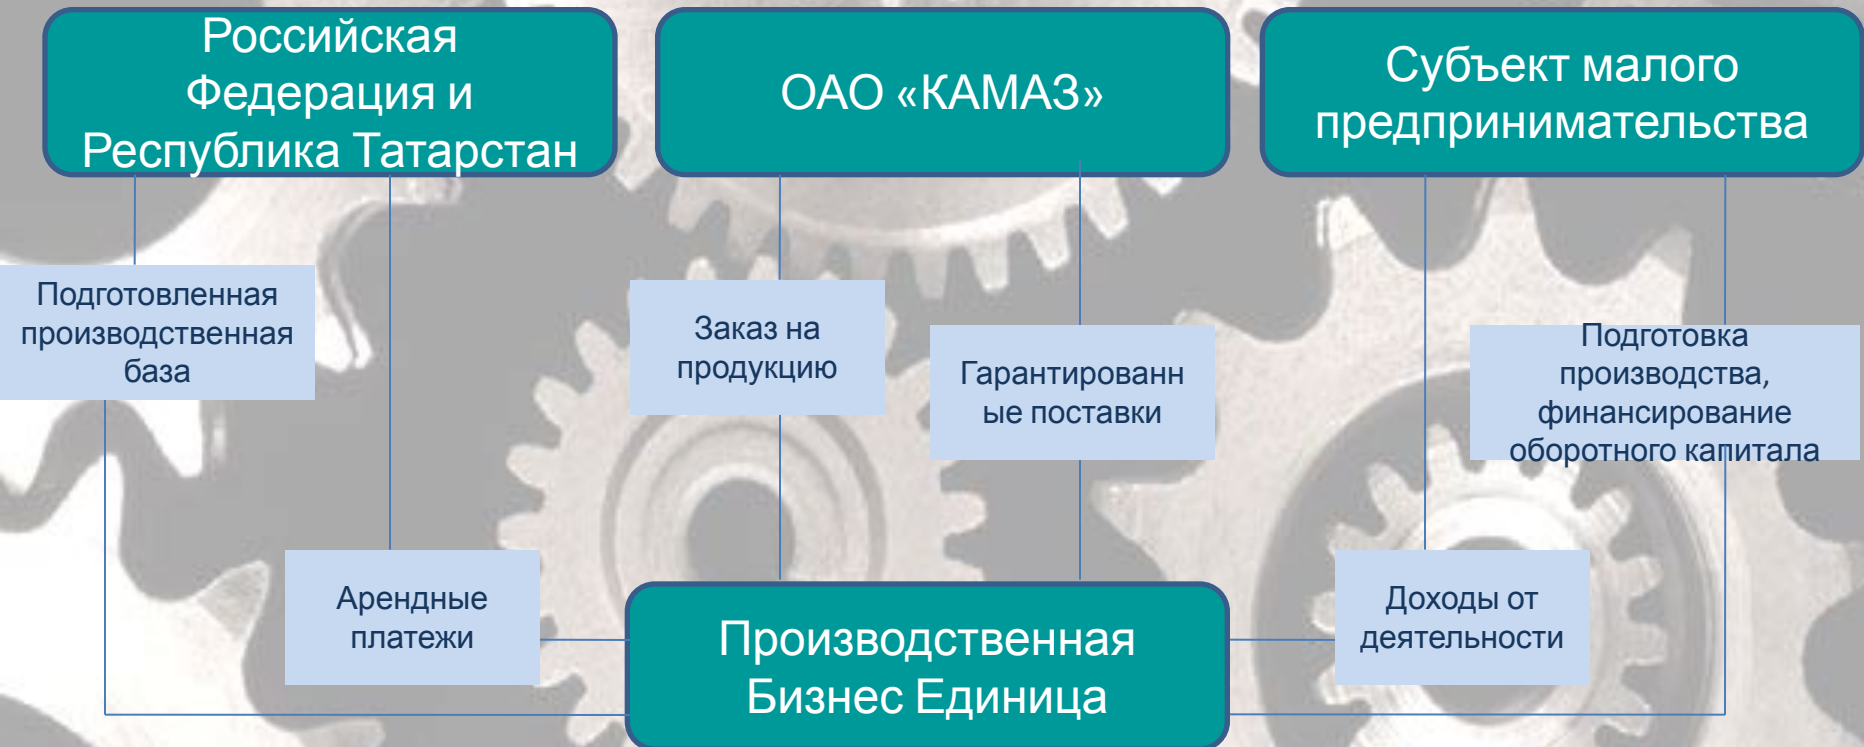 Российская
Федерация и
Республика Татарстан
ОАО «КАМАЗ»
Субъект малого
предпринимательства
Подготовленная
производственная
база
Заказ на
продукцию
Гарантированн
ые поставки
Подготовка
производства,
финансирование
оборотного капитала
Арендные
платежи
Доходы от
деятельности
Производственная
Бизнес Единица